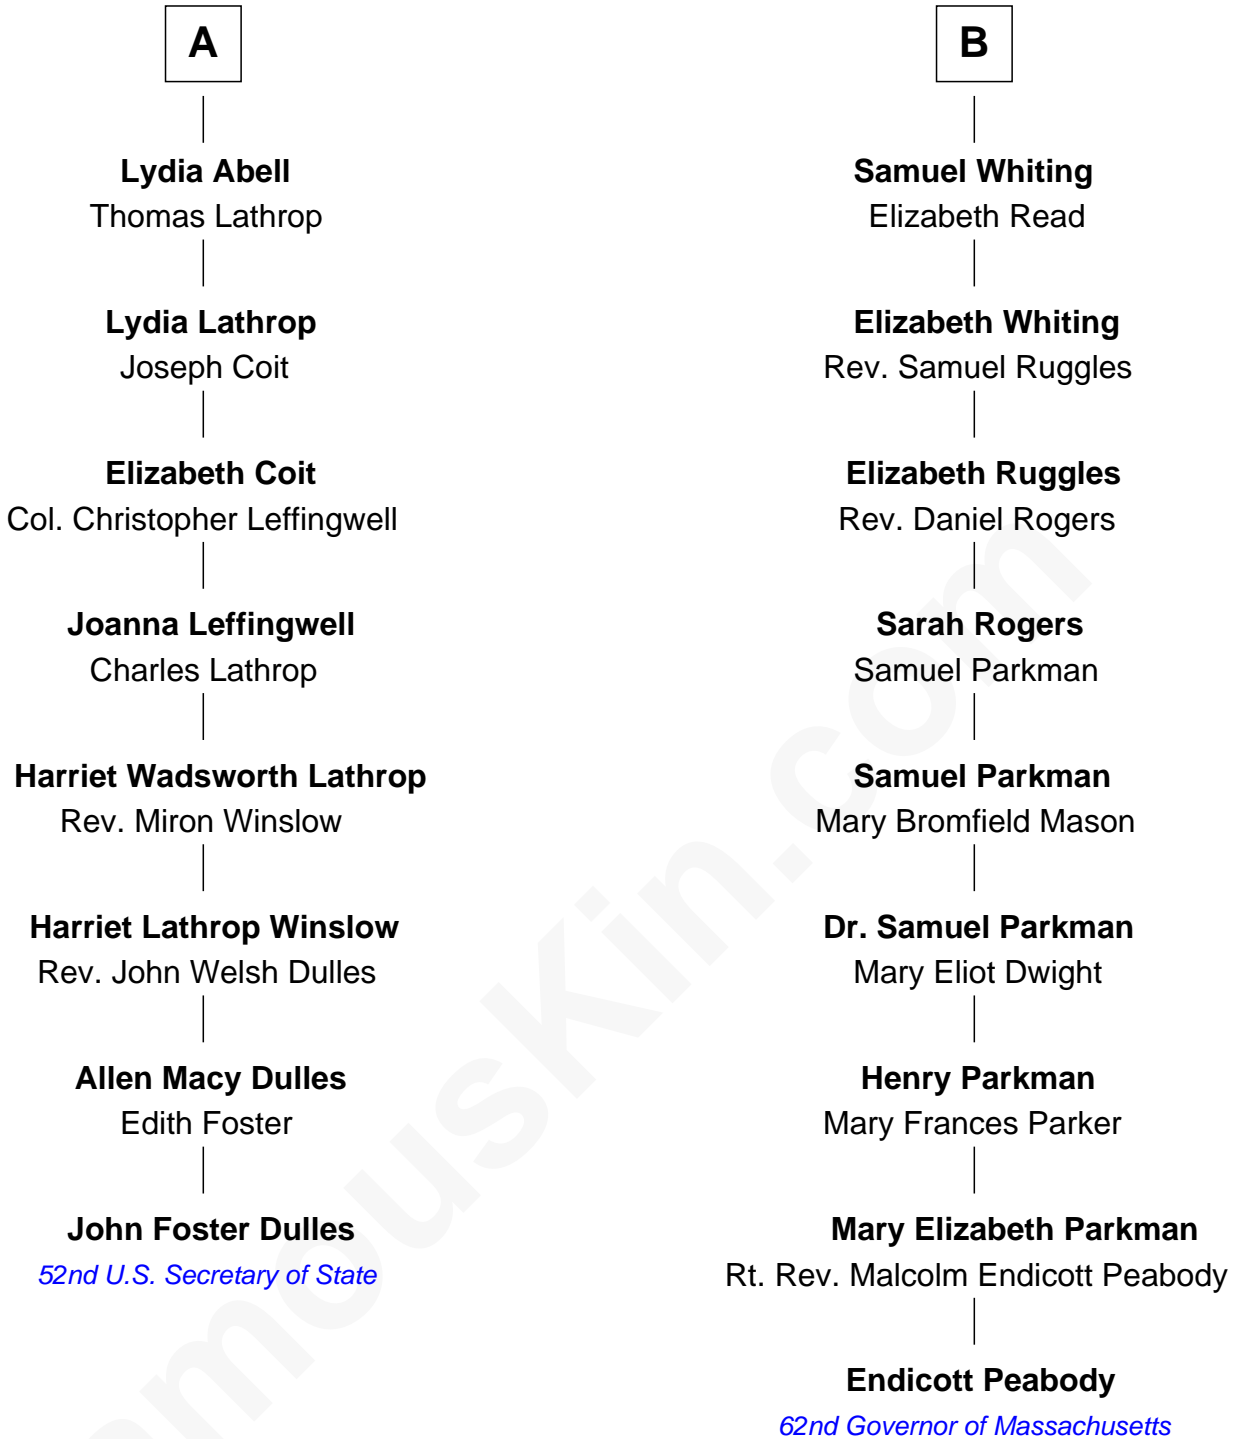 A
Lydia Abell
Thomas Lathrop
Lydia Lathrop
Joseph Coit
Elizabeth Coit
Col. Christopher Leffingwell
Joanna Leffingwell
Charles Lathrop
Harriet Wadsworth Lathrop
Rev. Miron Winslow
Harriet Lathrop Winslow
Rev. John Welsh Dulles
Allen Macy Dulles
Edith Foster
John Foster Dulles
52nd U.S. Secretary of State
B
Samuel Whiting
Elizabeth Read
Elizabeth Whiting
Rev. Samuel Ruggles
Elizabeth Ruggles
Rev. Daniel Rogers
Sarah Rogers
Samuel Parkman
Samuel Parkman
Mary Bromfield Mason
Dr. Samuel Parkman
Mary Eliot Dwight
Henry Parkman
Mary Frances Parker
Mary Elizabeth Parkman
Rt. Rev. Malcolm Endicott Peabody
Endicott Peabody
62nd Governor of Massachusetts
amousKin.com